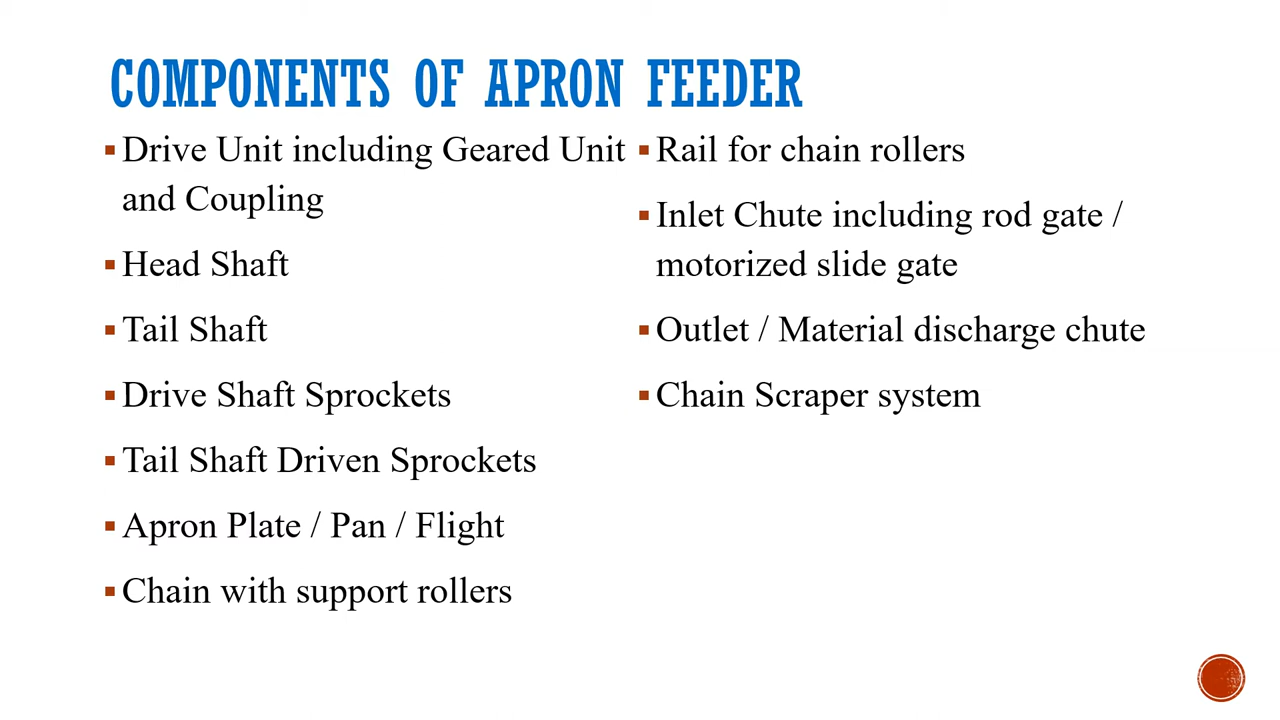 COMPONENTS OF APRON FEEDER
▪Drive Unit including Geared Unit
and Coupling
▪Head Shaft
▪Tail Shaft
▪Drive Shaft Sprockets
▪Tail Shaft Driven Sprockets
▪Apron Plate / Pan / Flight
▪Chain with support rollers
▪Rail for chain rollers
▪Inlet Chute including rod gate /
motorized slide gate
▪Outlet / Material discharge chute
▪Chain Scraper system